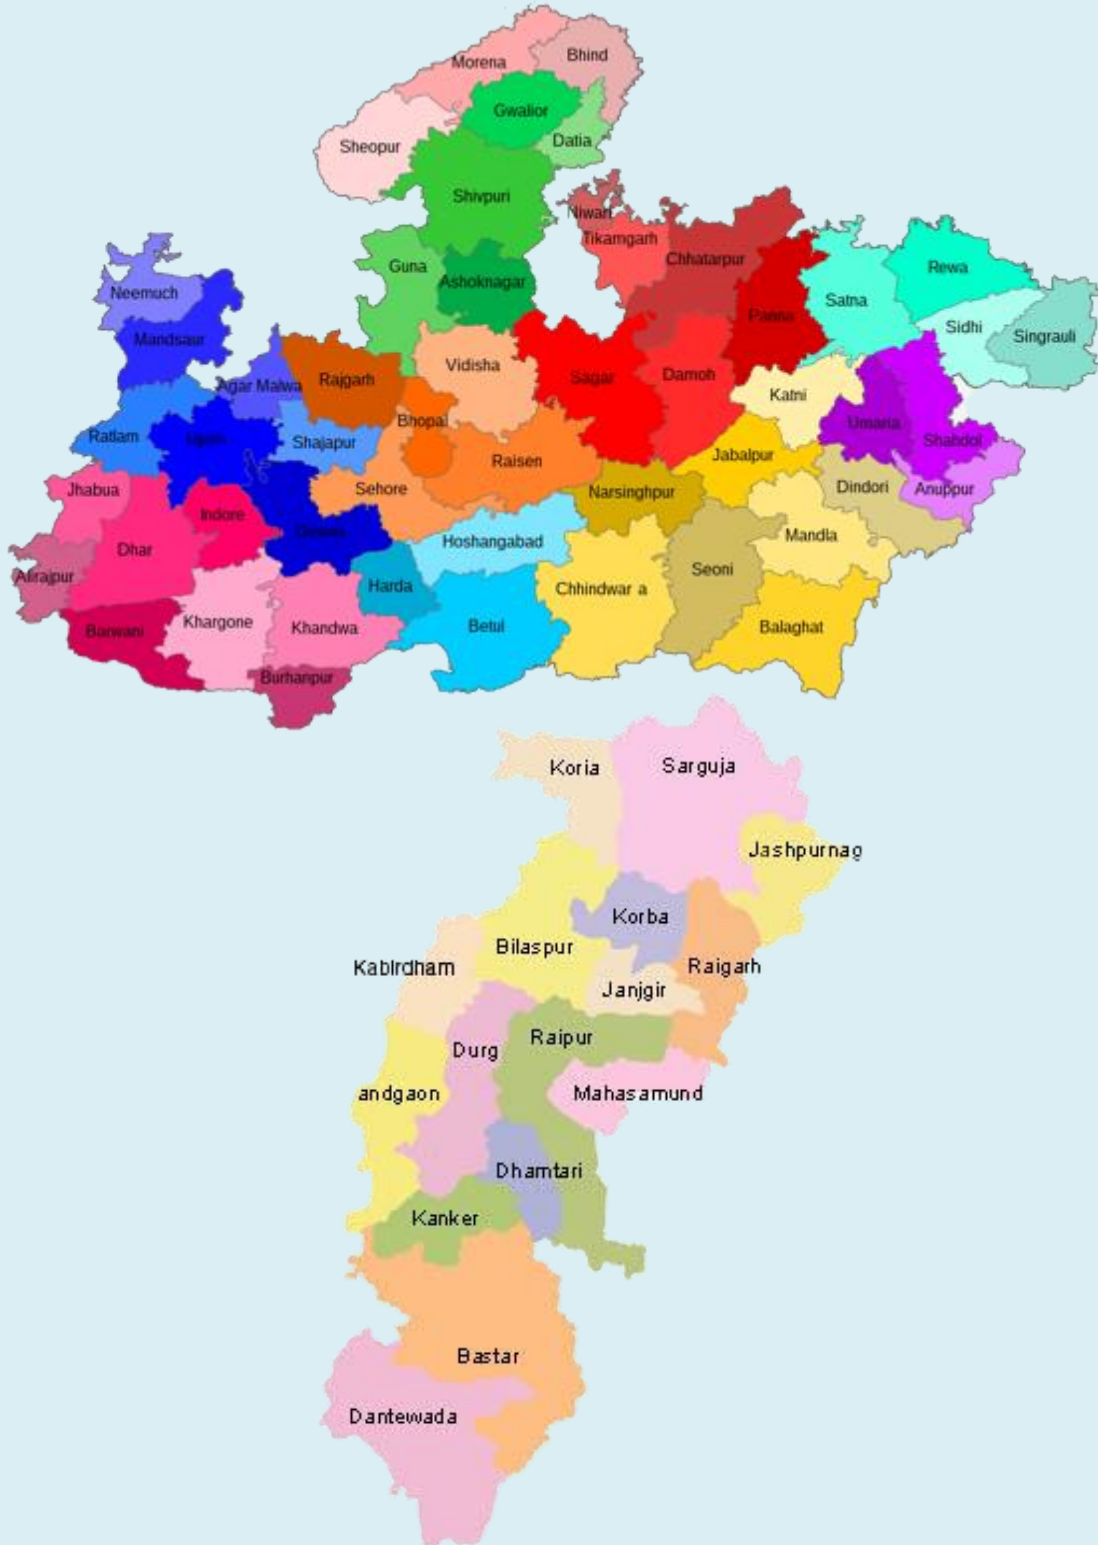 Morena
Bhind
Gwalior
Datia
Sheopur
Shivpuri
Niwari
Tikamgarh
Guna
Chhatarpur
Rewa
Ashoknagar
Neemuch
Satna
Panna
Sidhi
Singrauli
Mandsaur
Vidisha
Rajgarh
Agar Malwa
Sagar
Damoh
Katni
Bhopal
Umaria
Ratlam
Ujjain
Shajapur
Shahdol
Jabalpur
Raisen
Jhabua
Sehore
Narsinghpur
Dindori
Anuppur
Indore
Dewas
Hoshangabad
Mandla
Dhar
Alirajpur
Harda
Chhindwar a
Seoni
Barwani
Khargone
Khandwa
Betul
Balaghat
Burhanpur
Koria
Sarguja
Jashpurnag
Korba
Bilaspur
Kabirdham
Raigarh
Janjgir
Raipur
Durg
andgaon
Mahasamund
Dhamtari
Kanker
Bastar
Dantewada